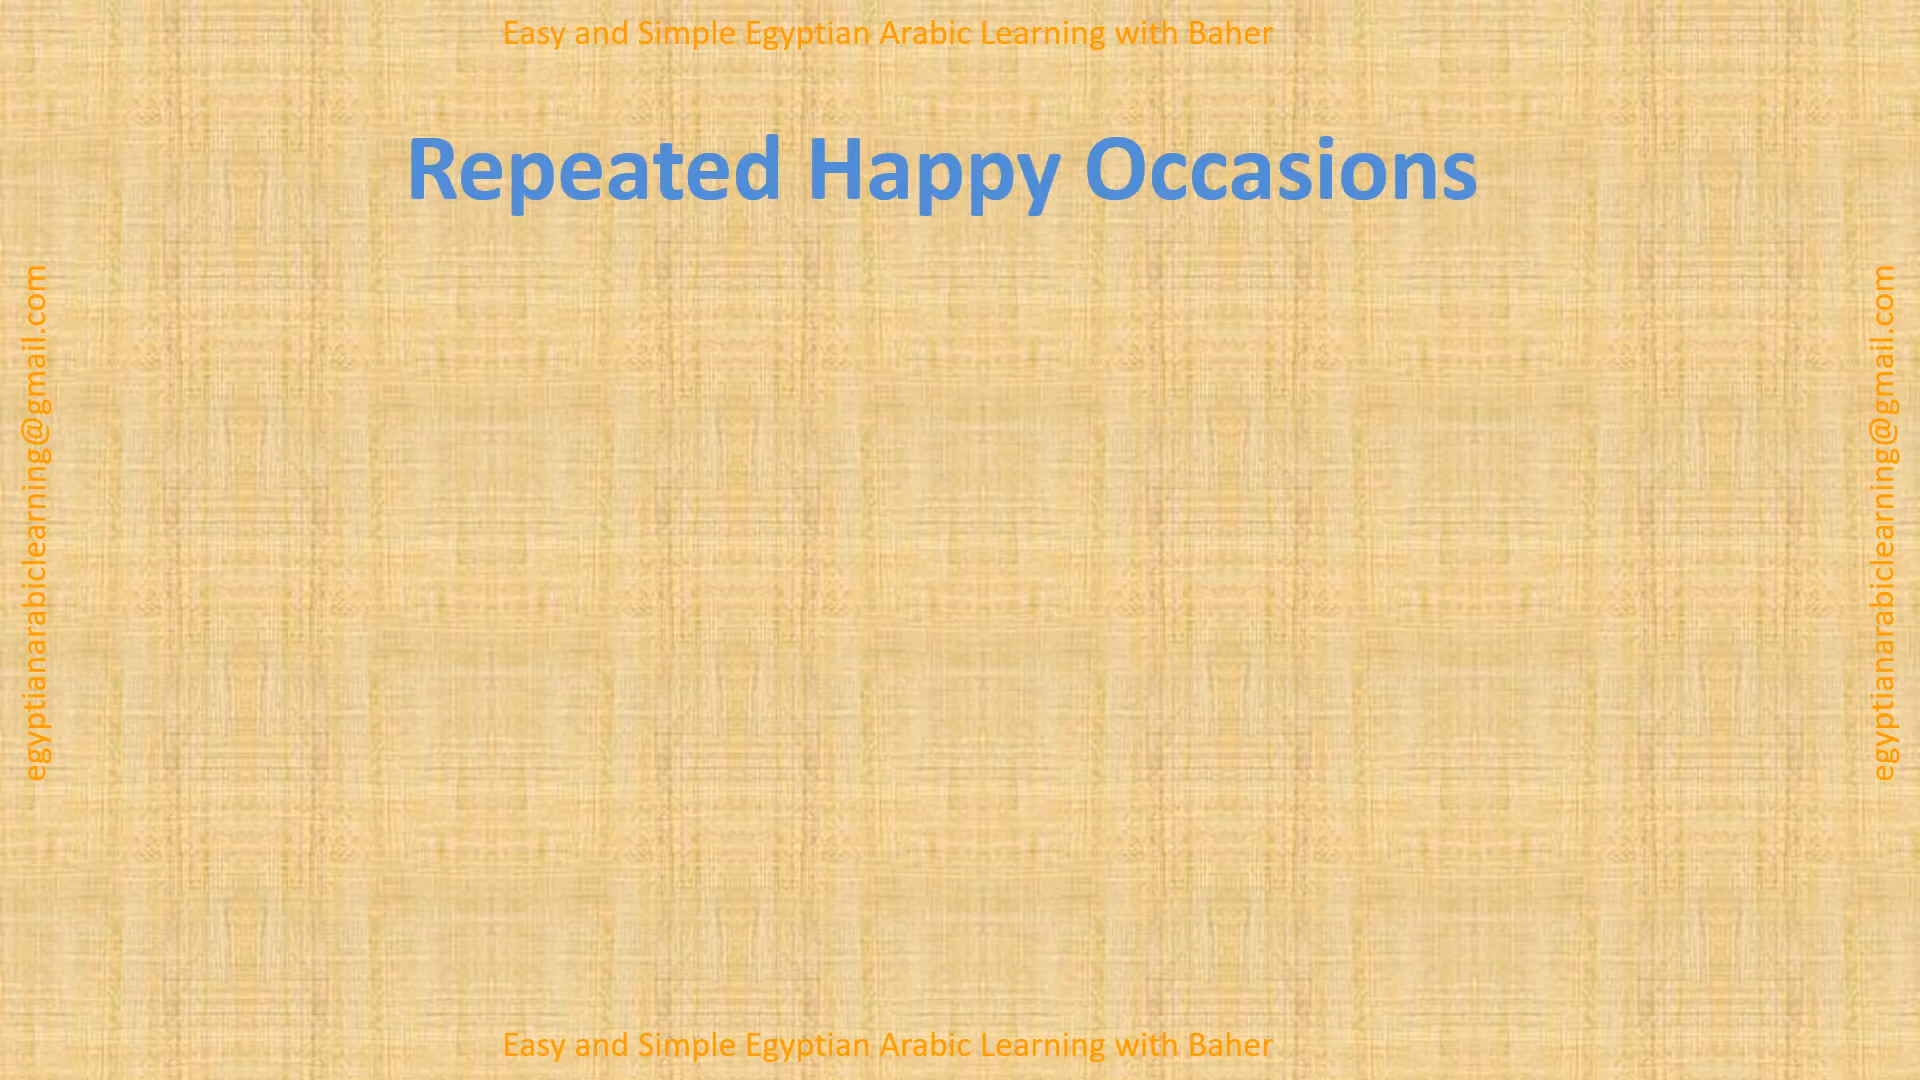 Easy and Simple Egyptian Arabic Learning with Baher
Repeated Happy Occasions
egyptianarabiclearning@gmail.com
egyptianarabiclearning@gmail.com
Easy and Simple Egyptian Arabic Learning with Baher